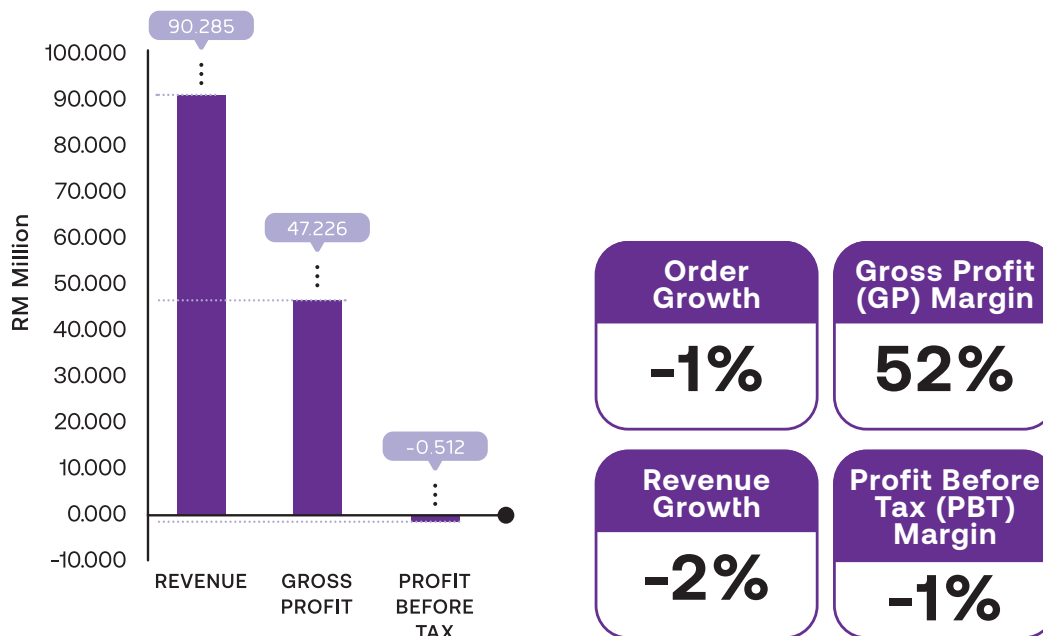 90.285
100.000
90.000
80.000
70.000
60.000
50.000
40.000
30.000
20.000
10.000
0.000
-10.000
RM Million
47.226
-0.512
REVENUE
GROSS
PROFIT
PROFIT
BEFORE
TAX
Order
Growth
-1%
Gross Profit
(GP) Margin
52%
Revenue
Growth
-2%
Profit Before
Tax (PBT)
Margin
-1%